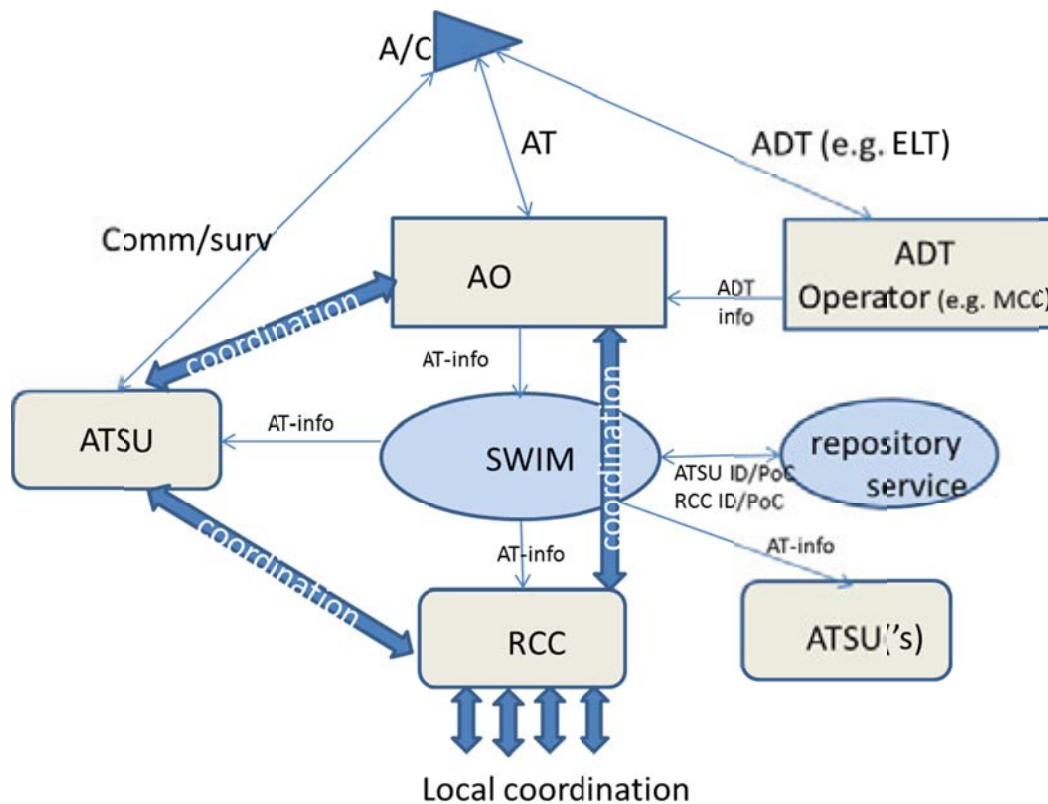 A/C
AT
ADT (e.g. ELT)
Comm/surv
AO
ADT
Operator (e.g. MCC)
ADT
info
coordination
AT-info
coordination
ATSU
AT-info
SWIM
repository
service
ATSU ID/PoC
RCC ID/PoC
coordination
AT-info
AT-info
RCC
ATSU('s)
Local coordination